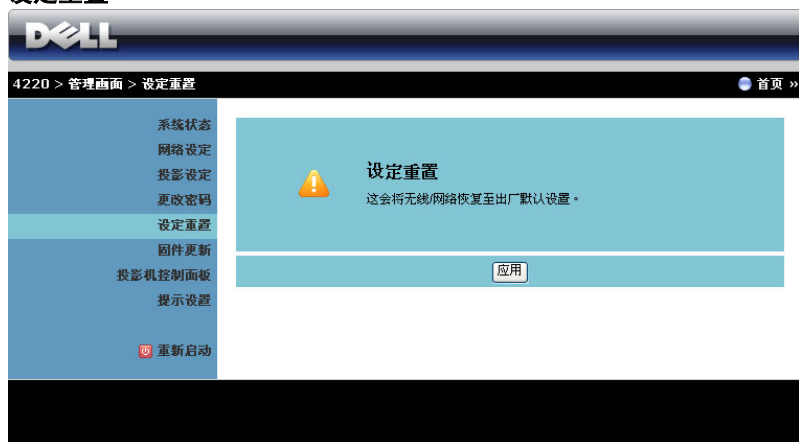 设定重置
DELL
4220 > 管理画面 > 设定重置
首页 »
系统状态
网络设定
投影设定
更改密码
设定重置
固件更新
投影机控制面板
提示设置
重新启动
设定重置
这会将无线/网络恢复至出厂默认设置。
应用